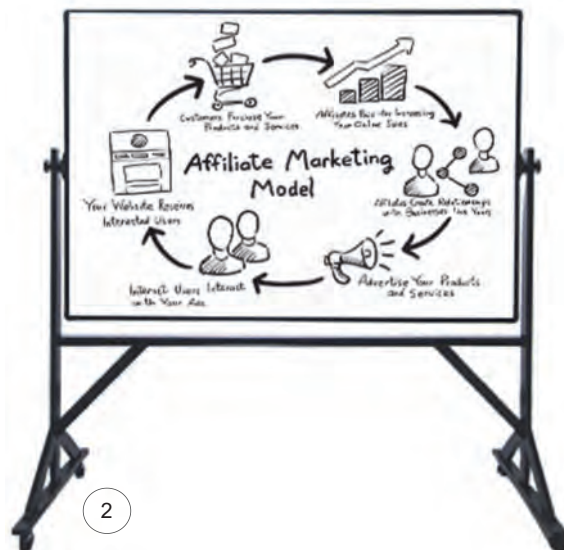 Affiliate Marketing
Model
Customers Purchase Your
Products and Services
Affiliates Paid for Increasing
Your Online Sales
Affiliates Create Relationships
with Businesses like Yours
Advertise Your Products
and Services
Internet Users Interact
with Your Ads
Your Website Receives
Interested Users
2